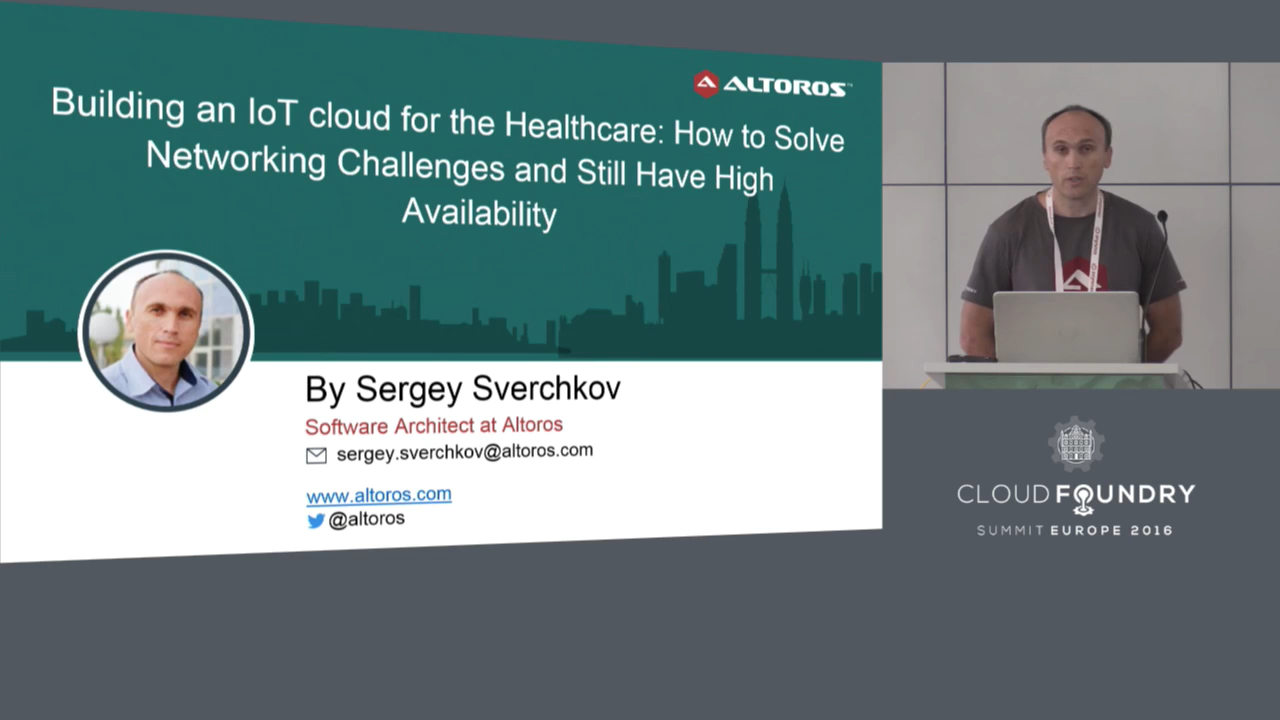 ALTOROS
Building an IoT cloud for the Healthcare: How to Solve
Networking Challenges and Still Have High
Availability
By Sergey Sverchkov
Software Architect at Altoros
sergey.sverchkov@altoros.com
www.altoros.com
@altoros
CLOUD FOUNDRY
SUMMIT EUROPE 2016